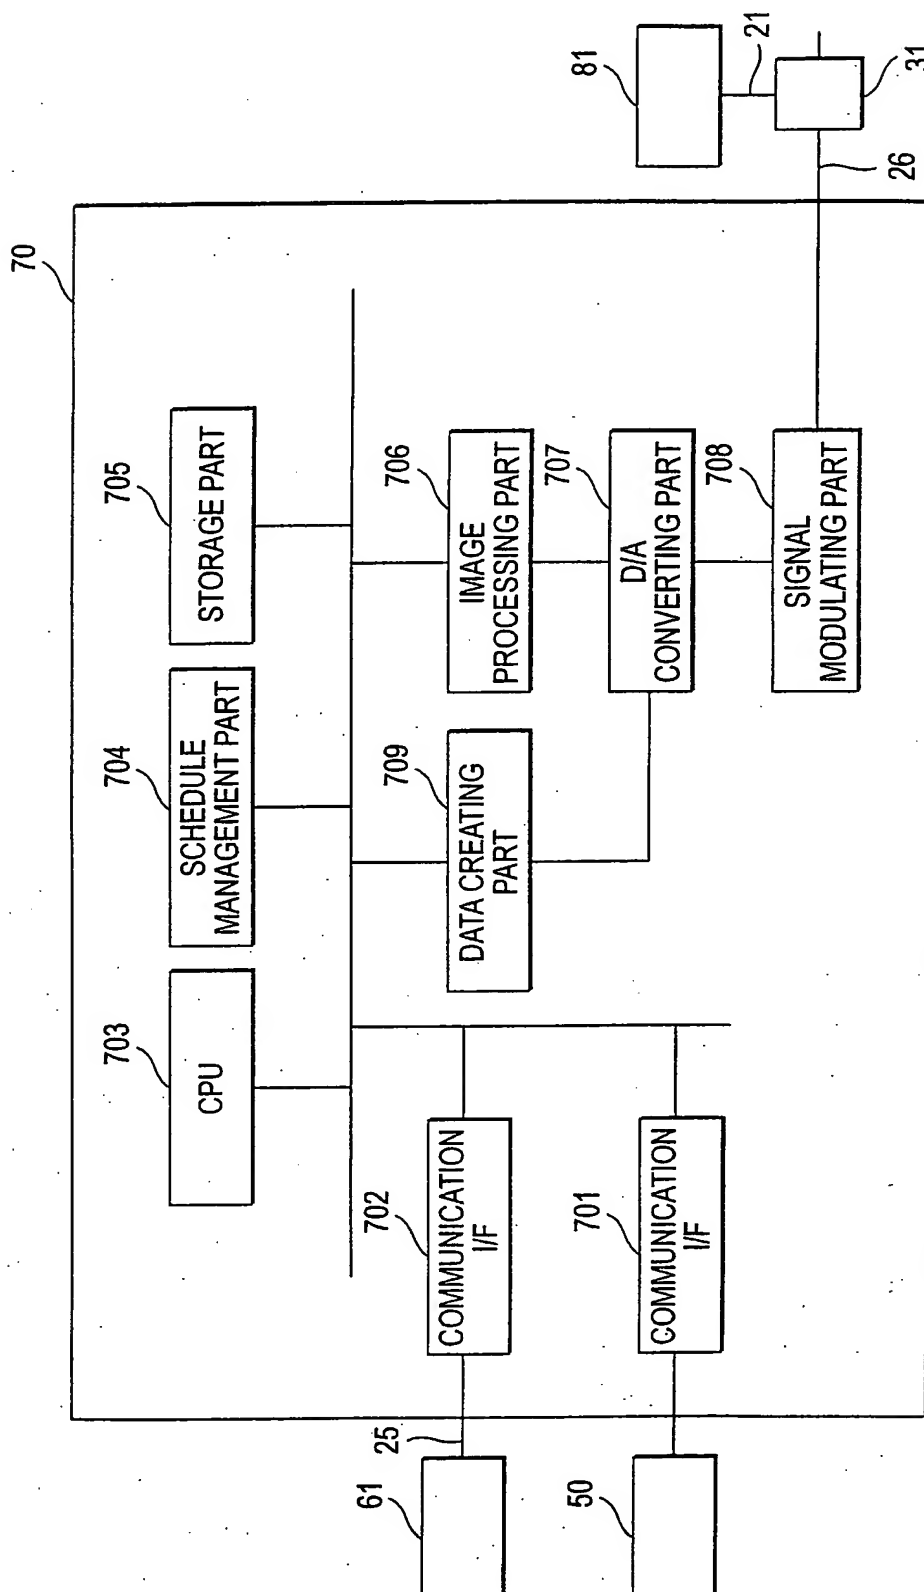 70
703
CPU
704
SCHEDULE
MANAGEMENT PART
705
STORAGE PART
709
DATA CREATING
PART
706
IMAGE
PROCESSING PART
707
D/A
CONVERTING PART
708
SIGNAL
MODULATING PART
702
COMMUNICATION
I/F
701
COMMUNICATION
I/F
61
25
50
81
21
26
31